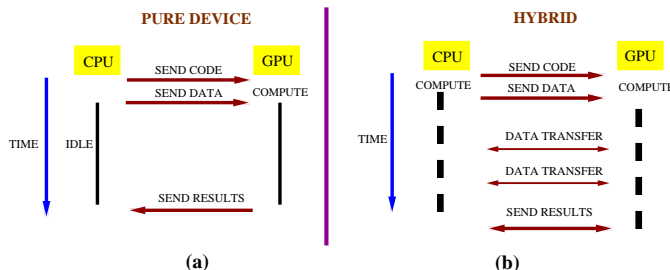 PURE DEVICE
CPU
GPU
SEND CODE
SEND DATA
COMPUTE
TIME
IDLE
SEND RESULTS
(a)
HYBRID
CPU
GPU
SEND CODE
COMPUTE
COMPUTE
SEND DATA
TIME
DATA TRANSFER
DATA TRANSFER
SEND RESULTS
(b)